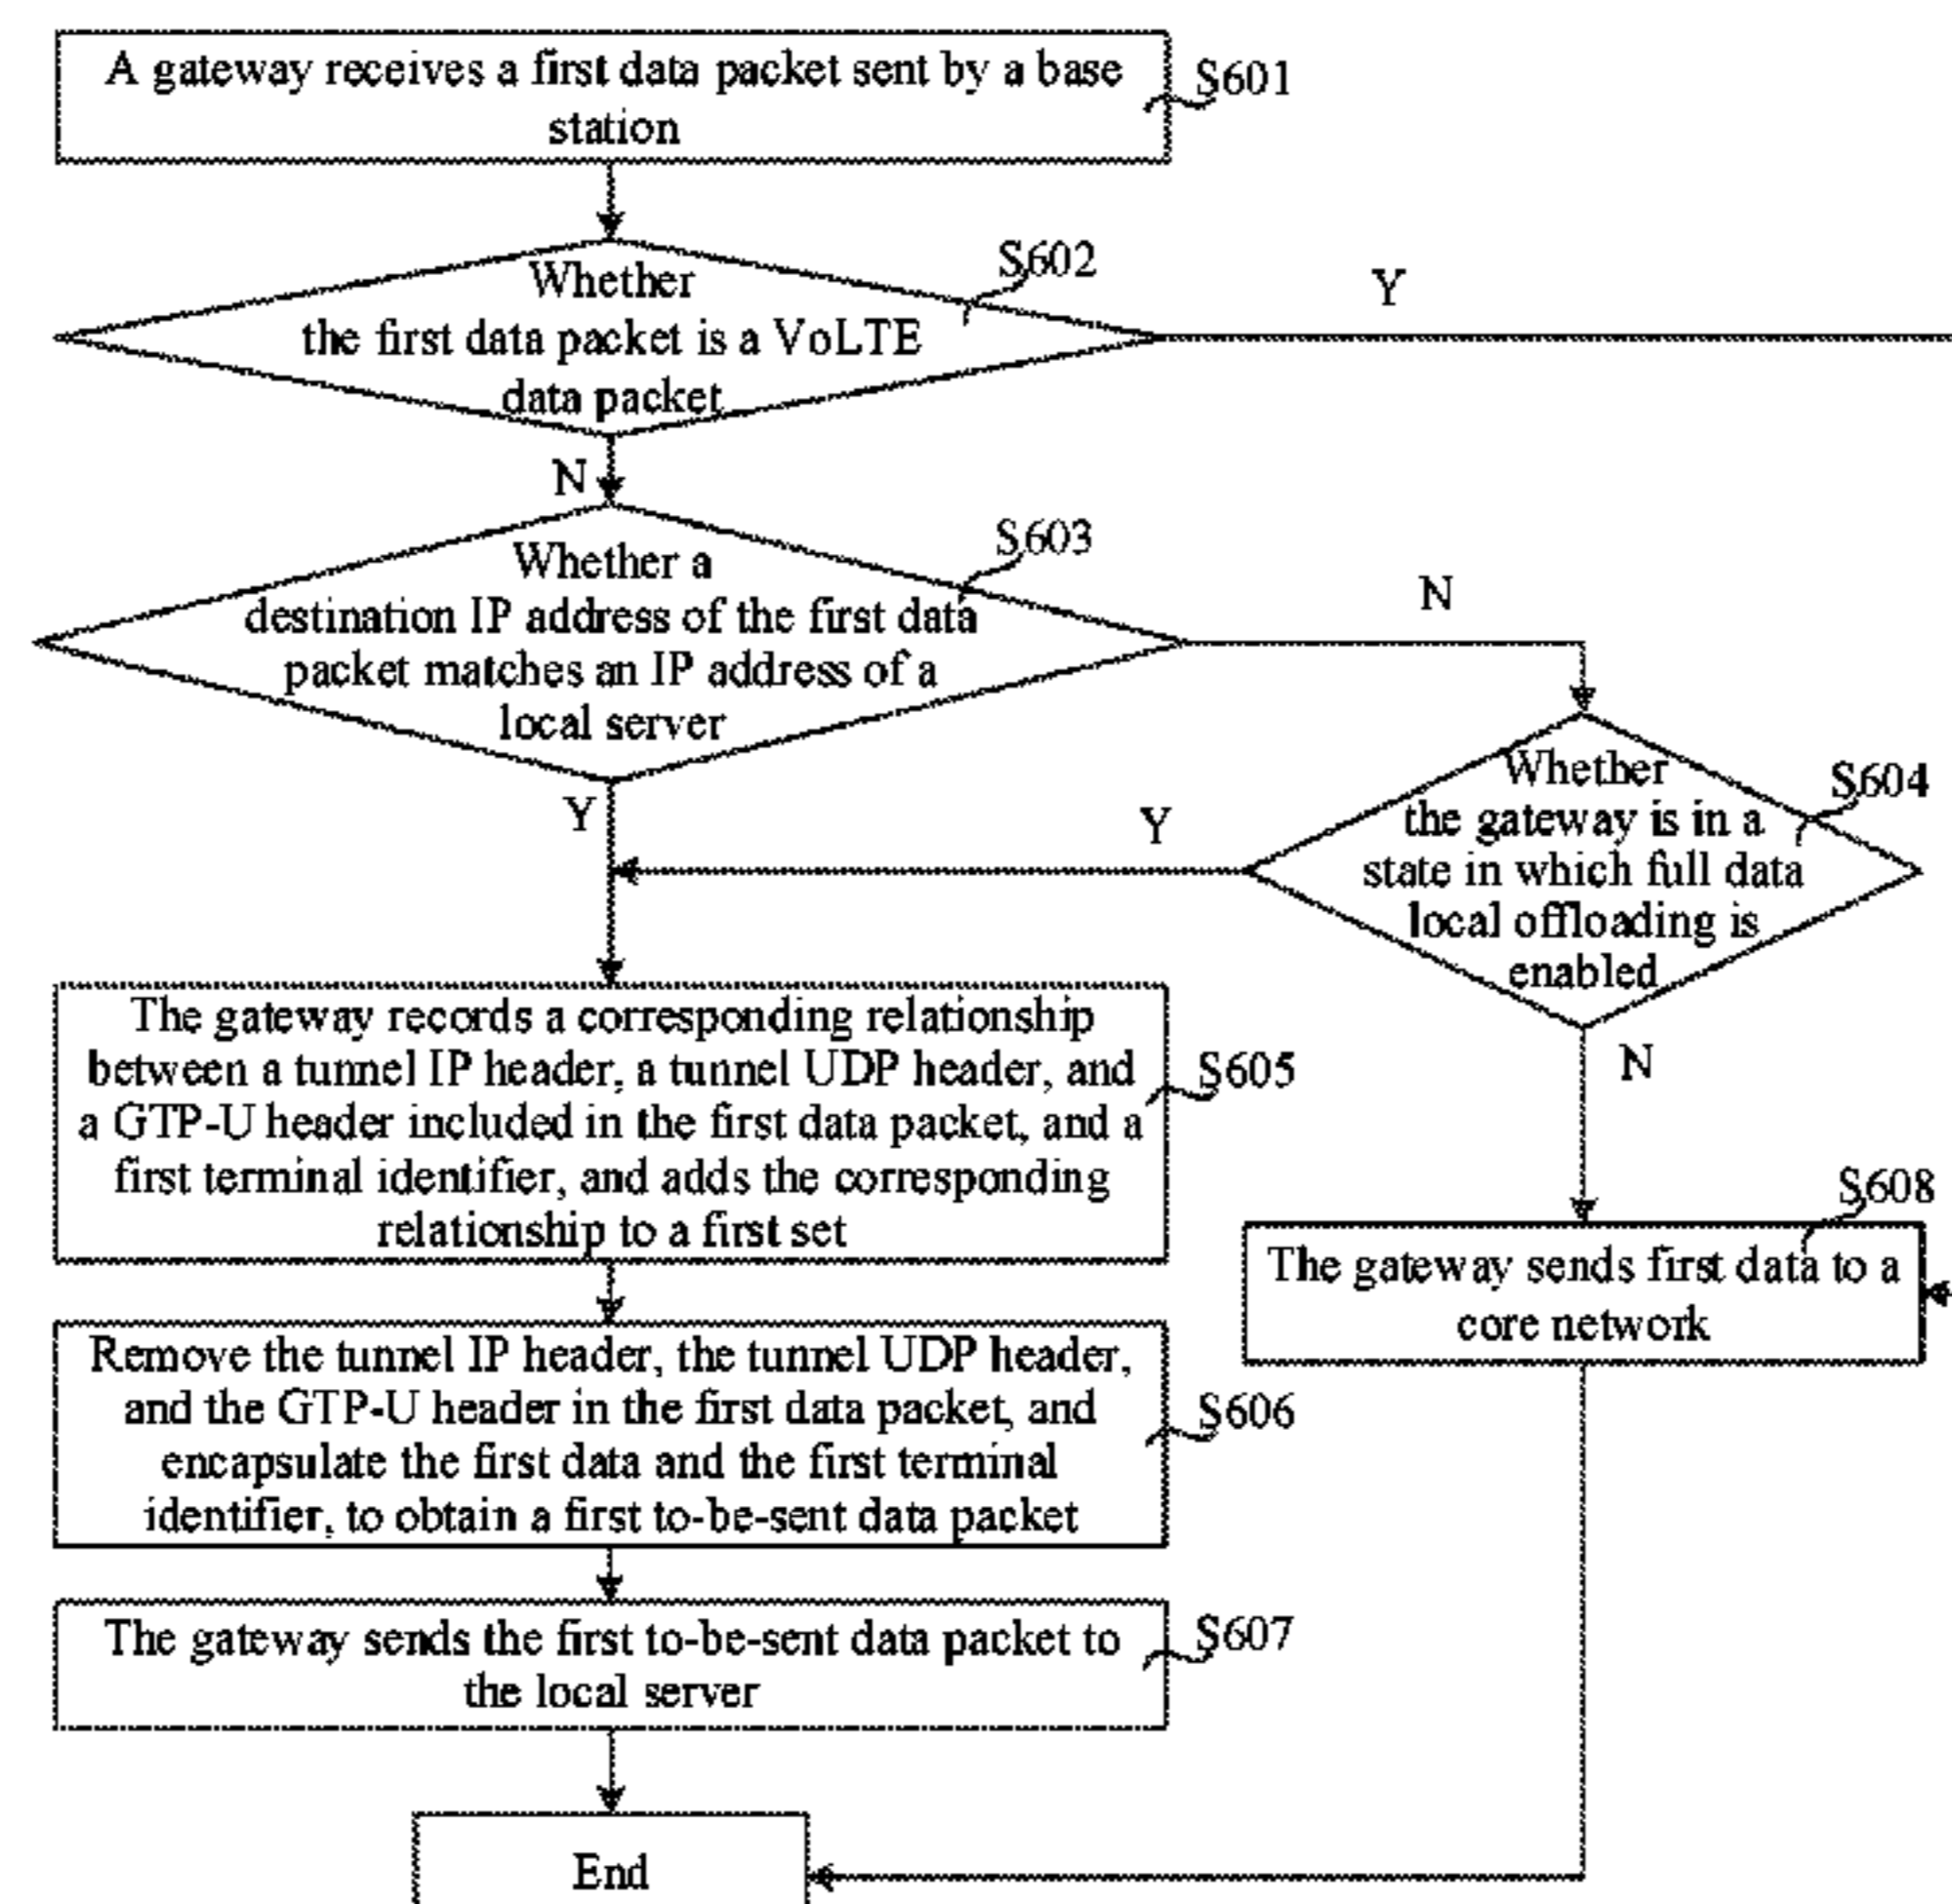 A gateway receives a first data packet sent by a base
station
S601
Whether
the first data packet is a VoLTE
data packet
S602
Y
N
Whether a
destination IP address of the first data
packet matches an IP address of a
local server
S603
N
Y
Whether
the gateway is in a
state in which full data
local offloading is
enabled
S604
Y
N
The gateway records a corresponding relationship
between a tunnel IP header, a tunnel UDP header, and
a GTP-U header included in the first data packet, and a
first terminal identifier, and adds the corresponding
relationship to a first set
S605
The gateway sends first data to a
core network
S608
Remove the tunnel IP header, the tunnel UDP header,
and the GTP-U header in the first data packet, and
encapsulate the first data and the first terminal
identifier, to obtain a first to-be-sent data packet
S606
The gateway sends the first to-be-sent data packet to
the local server
S607
End